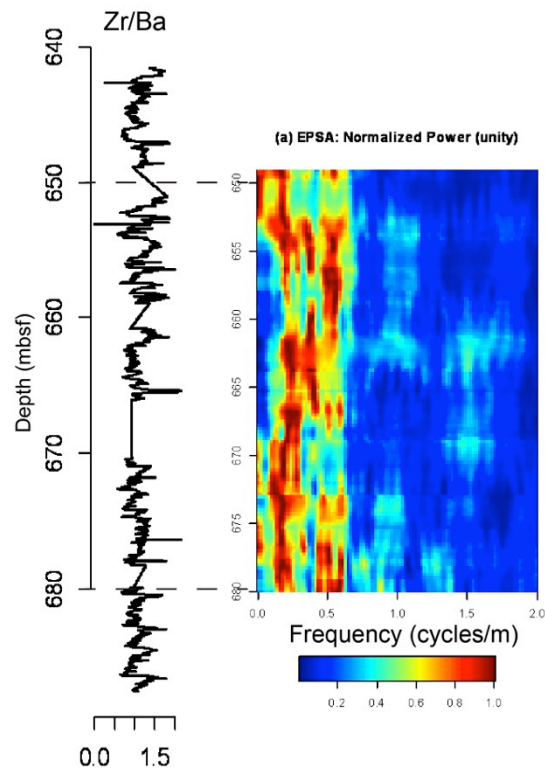 Zr/Ba
640
650
660
670
680
Depth (mbsf)
0.0 1.5
(a) EPSA: Normalized Power (unity)
650
655
660
665
670
675
680
0.0 0.5 1.0 1.5 2.0
Frequency (cycles/m)
0.2 0.4 0.6 0.8 1.0